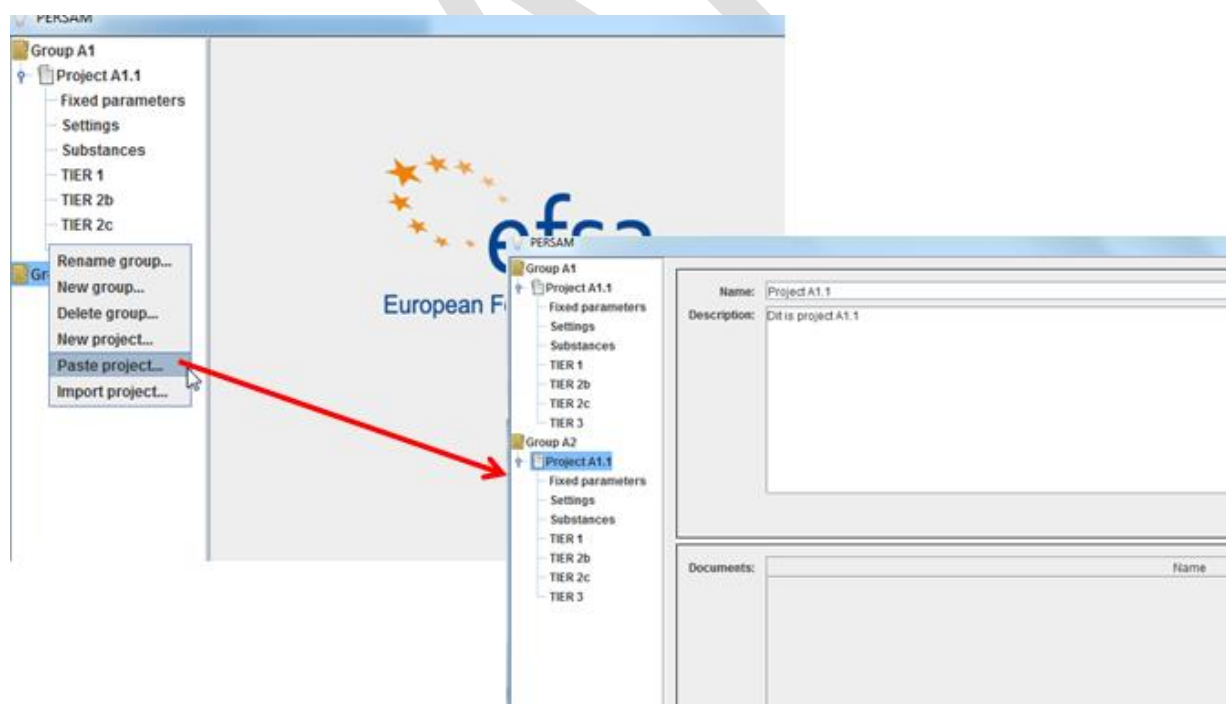 PERSAM
Group A1
Project A1.1
Fixed parameters
Settings
Substances
TIER 1
TIER 2b
TIER 2c
Gr
Rename group...
New group...
Delete group...
New project...
Paste project...
Import project...
efsa
European F
PERSAM
Group A1
Project A1.1
Fixed parameters
Settings
Substances
TIER 1
TIER 2b
TIER 2c
TIER 3
Group A2
Project A1.1
Fixed parameters
Settings
Substances
TIER 1
TIER 2b
TIER 2c
TIER 3
Name: Project A1.1
Description: Dit is project A1.1
Documents: Name